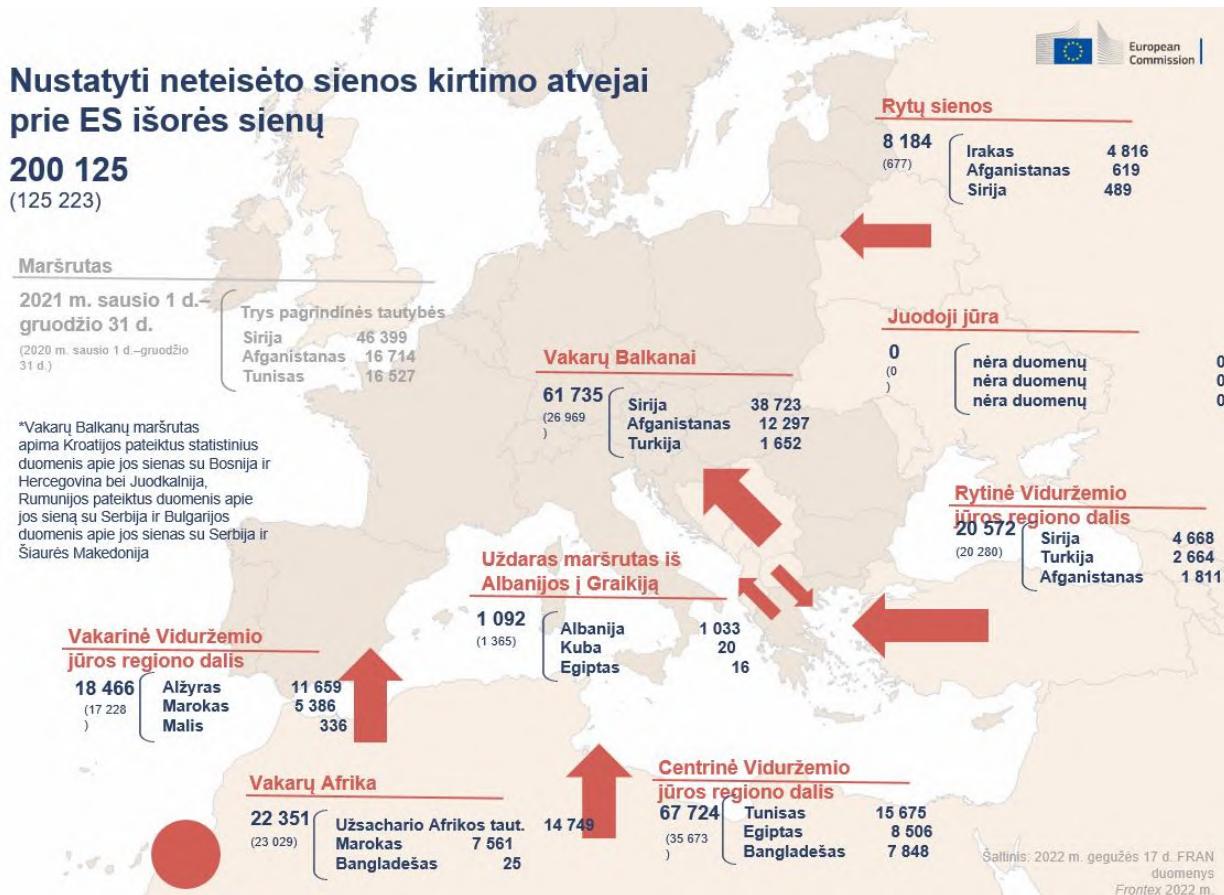 European
Commission
Nustatyti neteisėto sienos kirtimo atvejai
prie ES išorės sienų
200 125
(125 223)
Rytų sienos
8 184
(677)
Irakas 4 816
Afganistanas 619
Sirija 489
Maršrutas
2021 m. sausio 1 d.–
gruodžio 31 d.
(2020 m. sausio 1 d.–gruodžio
31 d.)
Trys pagrindinės tautybės
Sirija 46 399
Afganistanas 16 714
Tunisas 16 527
Juodoji jūra
0
(0
)
nėra duomenų 0
nėra duomenų 0
nėra duomenų 0
Vakarų Balkanai
61 735
(26 969
)
Sirija 38 723
Afganistanas 12 297
Turkija 1 652
*Vakarų Balkanų maršrutas
apima Kroatijos pateiktus statistinius
duomenis apie jos sienas su Bosnija ir
Hercegovina bei Juodkalnija,
Rumunijos pateiktus duomenis apie
jos sieną su Serbija ir Bulgarijos
duomenis apie jos sienas su Serbija ir
Šiaurės Makedonija
Rytinė Viduržemio
jūros regiono dalis
20 572
(20 280)
Sirija 4 668
Turkija 2 664
Afganistanas 1 811
Uždaras maršrutas iš
Albanijos į Graikiją
1 092
(1 365)
Albanija 1 033
Kuba 20
Egiptas 16
Vakarinė Viduržemio
jūros regiono dalis
18 466
(17 228
)
Alžyras 11 659
Marokas 5 386
Malis 336
Vakarų Afrika
22 351
(23 029)
Užsachario Afrikos taut. 14 749
Marokas 7 561
Bangladešas 25
Centrinė Viduržemio
jūros regiono dalis
67 724
(35 673
)
Tunisas 15 675
Egiptas 8 506
Bangladešas 7 848
Šaltinis: 2022 m. gegužės 17 d. FRAN
duomenys
Frontex 2022 m.